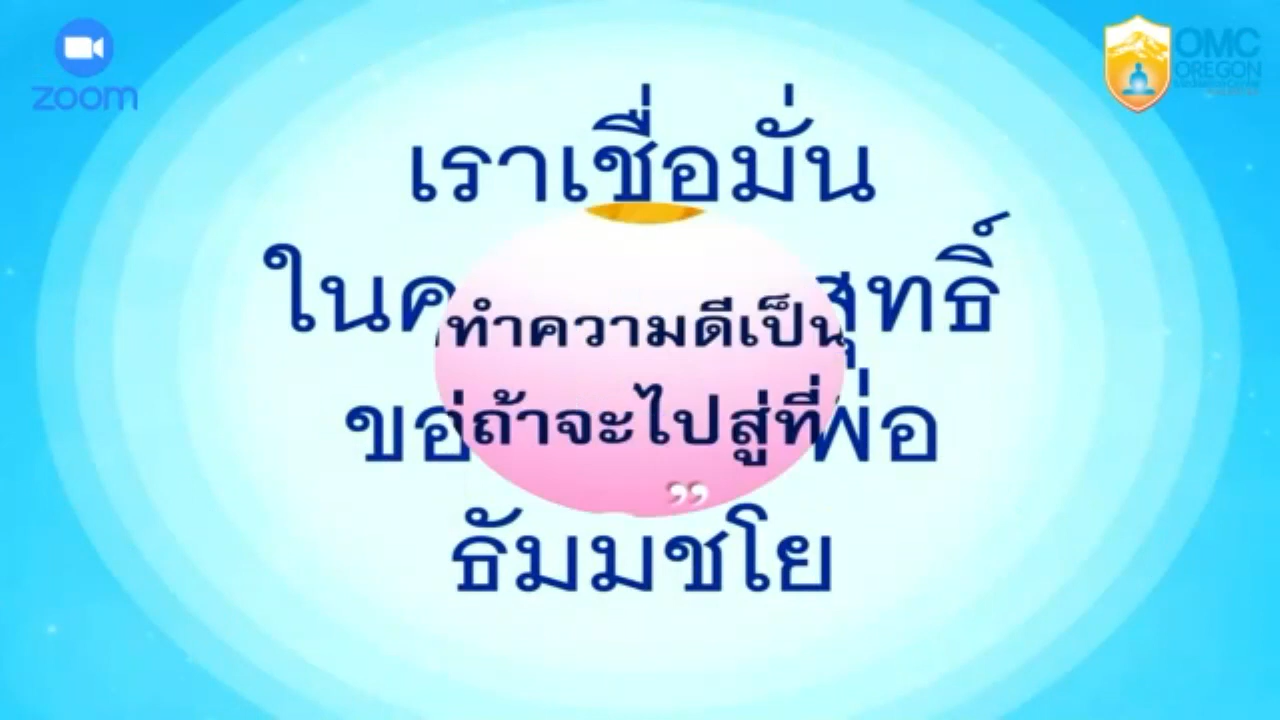 zoom
OMC
OREGON
เราเชื่อมั่น
ในค
สุทธิ์
ทำความดีเป็น
ขอ
ถ้าจะไปสู่ที่
พ่อ
ธัมมชโย
”